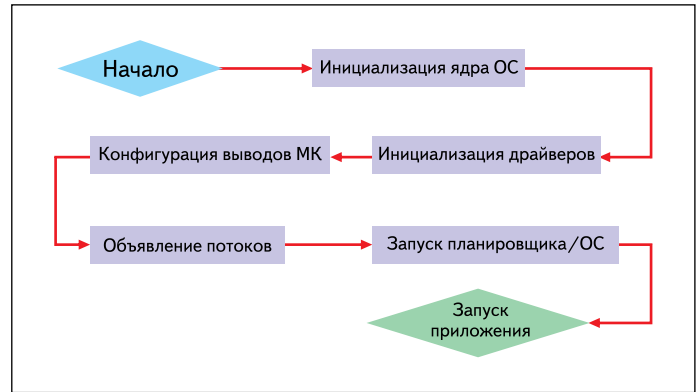 Начало
Инициализация ядра ОС
Инициализация драйверов
Конфигурация выводов МК
Объявление потоков
Запуск планировщика/ОС
Запуск
приложения